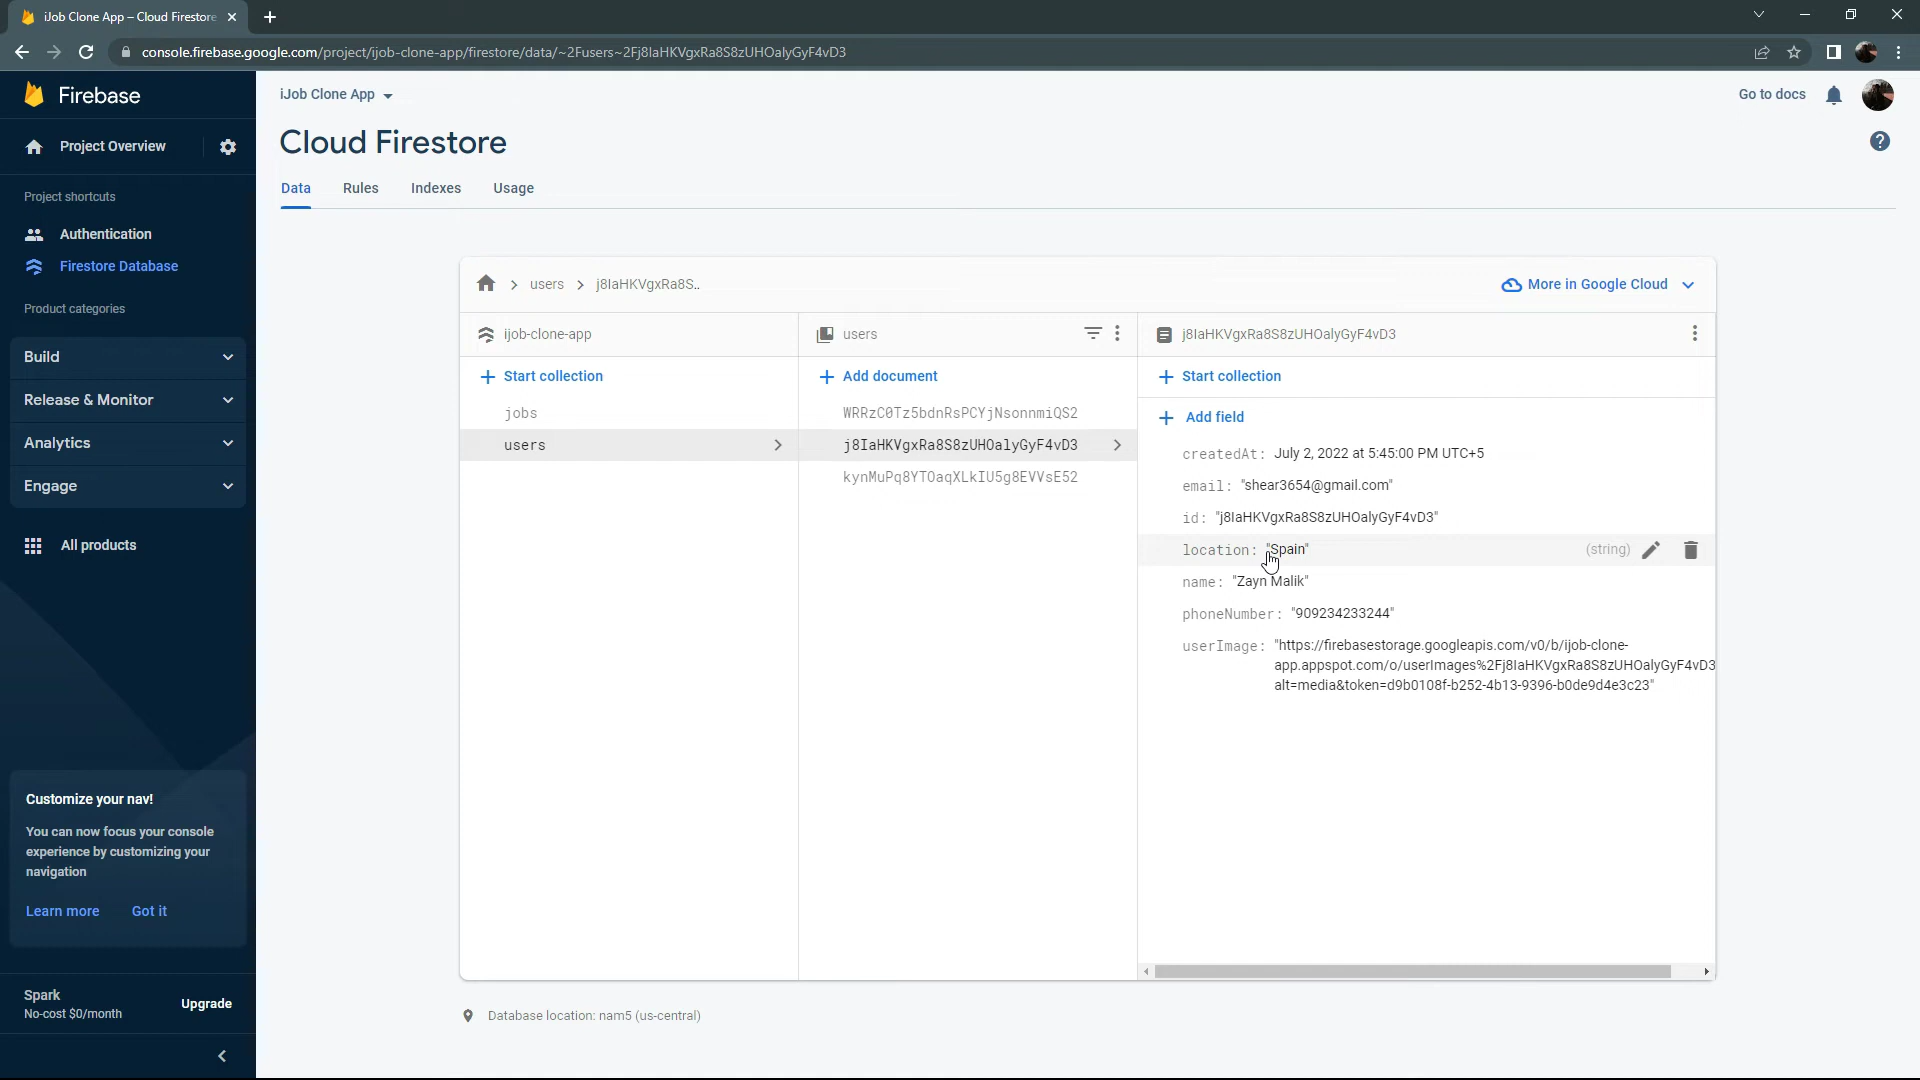 iJob Clone App – Cloud Firestore
console.firebase.google.com/project/ijob-clone-app/firestore/data/~2Fusers~2Fj8IaHKVgxRa8S8zUHOalyGyF4vD3
Firebase
iJob Clone App
Go to docs
Project Overview
Cloud Firestore
Data Rules Indexes Usage
Project shortcuts
Authentication
Firestore Database
Product categories
Build
Release & Monitor
Analytics
Engage
All products
Customize your nav!
You can now focus your console
experience by customizing your
navigation
Learn more Got it
Spark
No-cost $0/month
Upgrade
users j8IaHKVgxRa8S..
More in Google Cloud
ijob-clone-app
Start collection
jobs
users
users
Add document
WRRzC0Tz5bdnRsPCYjNsonnmiQS2
j8IaHKVgxRa8S8zUHOalyGyF4vD3
kynMuPq8YTOaqXLkIU5g8EVVsE52
j8IaHKVgxRa8S8zUHOalyGyF4vD3
Start collection
Add field
createdAt: July 2, 2022 at 5:45:00 PM UTC+5
email: "shear3654@gmail.com"
id: "j8IaHKVgxRa8S8zUHOalyGyF4vD3"
location: "Spain" (string)
name: "Zayn Malik"
phoneNumber: "909234233244"
userImage: "https://firebasestorage.googleapis.com/v0/b/ijob-clone-
app.appspot.com/o/userImages%2Fj8IaHKVgxRa8S8zUHOalyGyF4vD3
alt=media&token=d9b0108f-b252-4b13-9396-b0de9d4e3c23"
Database location: nam5 (us-central)